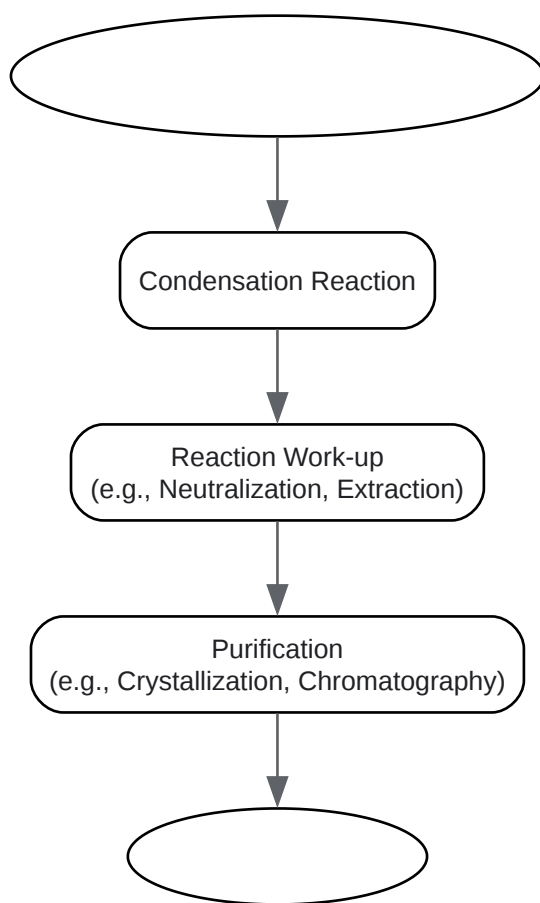 Condensation Reaction
Reaction Work-up
(e.g., Neutralization, Extraction)
Purification
(e.g., Crystallization, Chromatography)